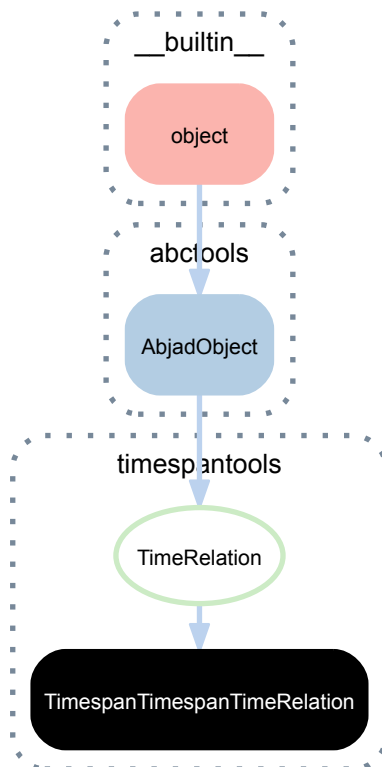 __builtin__
object
abctools
AbjadObject
timespantools
TimeRelation
TimespanTimespanTimeRelation